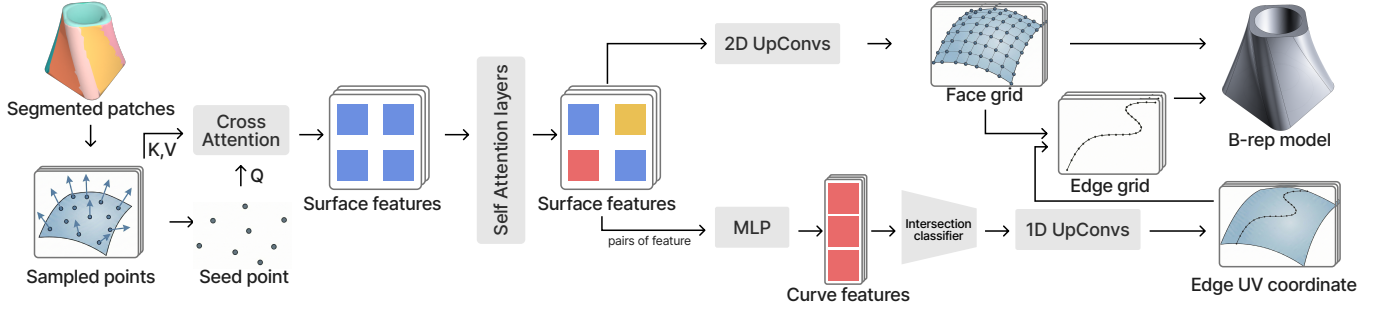 Segmented patches
K,V
Cross
Attention
Q
Sampled points
Seed point
Surface features
Self Attention layers
Surface features
pairs of feature
2D UpConvs
Face grid
Edge grid
B-rep model
MLP
Curve features
Intersection
classifier
1D UpConvs
Edge UV coordinate